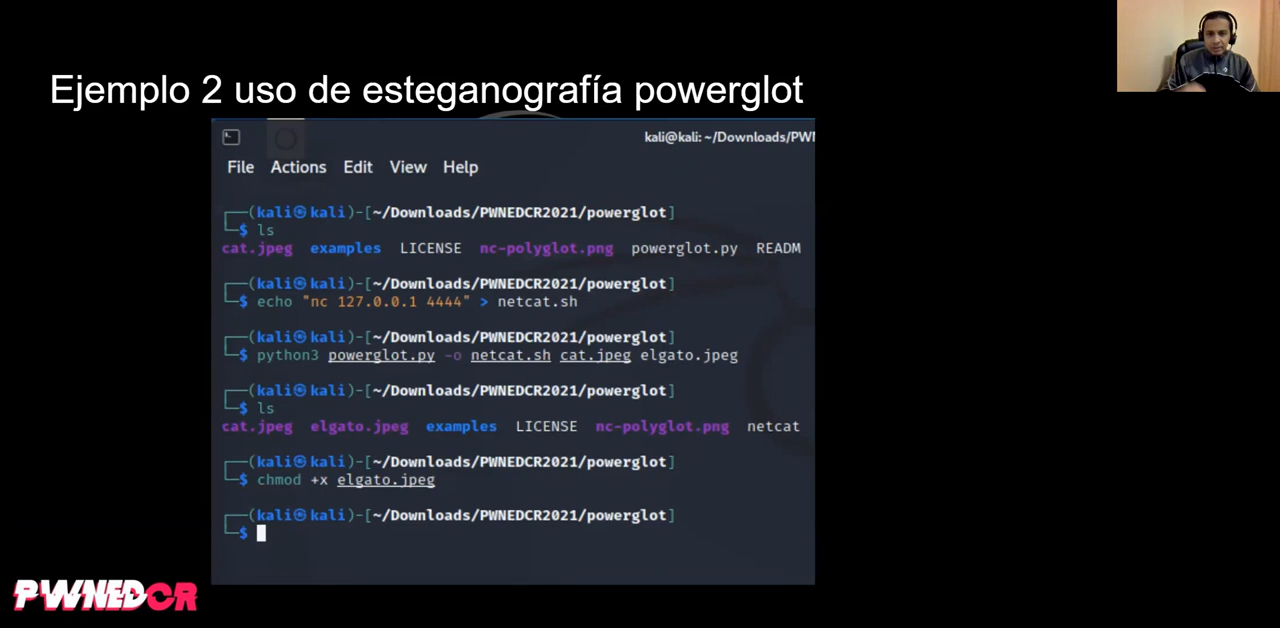 Ejemplo 2 uso de esteganografía powerglot
kali@kali: ~/Downloads/PW
File Actions Edit View Help
┌──(kali㉿kali)-[~/Downloads/PWNEDCR2021/powerglot]
└─$ ls
cat.jpeg examples LICENSE nc-polyglot.png powerglot.py READM
┌──(kali㉿kali)-[~/Downloads/PWNEDCR2021/powerglot]
└─$ echo "nc 127.0.0.1 4444" > netcat.sh
┌──(kali㉿kali)-[~/Downloads/PWNEDCR2021/powerglot]
└─$ python3 powerglot.py -o netcat.sh cat.jpeg elgato.jpeg
┌──(kali㉿kali)-[~/Downloads/PWNEDCR2021/powerglot]
└─$ ls
cat.jpeg elgato.jpeg examples LICENSE nc-polyglot.png netcat
┌──(kali㉿kali)-[~/Downloads/PWNEDCR2021/powerglot]
└─$ chmod +x elgato.jpeg
┌──(kali㉿kali)-[~/Downloads/PWNEDCR2021/powerglot]
└─$
PWNEDCR